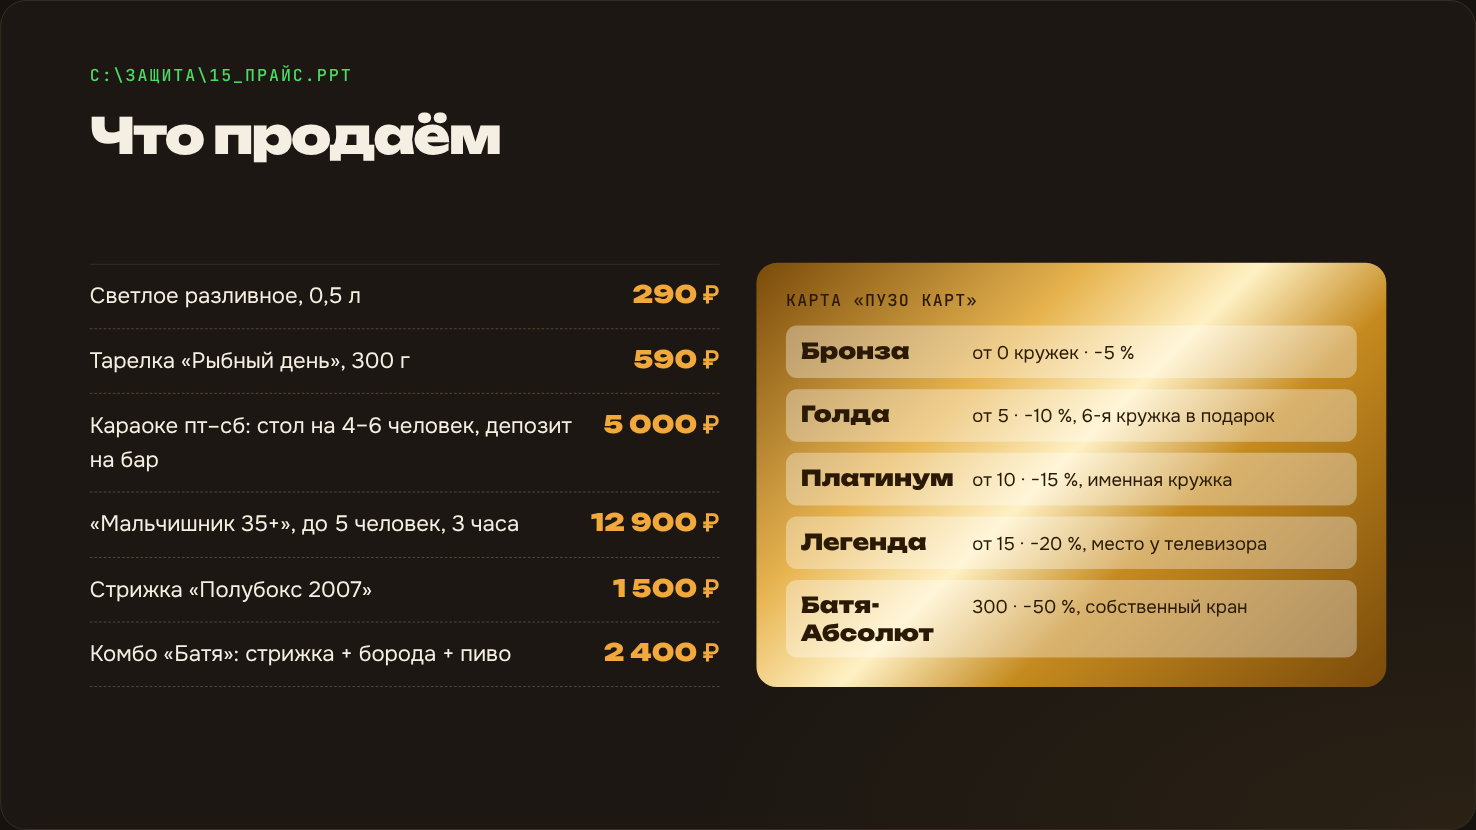 C:\ЗАЩИТА\15_ПРАЙС.PPT
Что продаём
Светлое разливное, 0,5 л 290 ₽
Тарелка «Рыбный день», 300 г 590 ₽
Караоке пт–сб: стол на 4–6 человек, депозит 5 000 ₽
на бар
«Мальчишник 35+», до 5 человек, 3 часа 12 900 ₽
Стрижка «Полубокс 2007» 1 500 ₽
Комбо «Батя»: стрижка + борода + пиво 2 400 ₽
КАРТА «ПУЗО КАРТ»
Бронза от 0 кружек · −5 %
Голда от 5 · −10 %, 6-я кружка в подарок
Платинум от 10 · −15 %, именная кружка
Легенда от 15 · −20 %, место у телевизора
Батя- 300 · −50 %, собственный кран
Абсолют